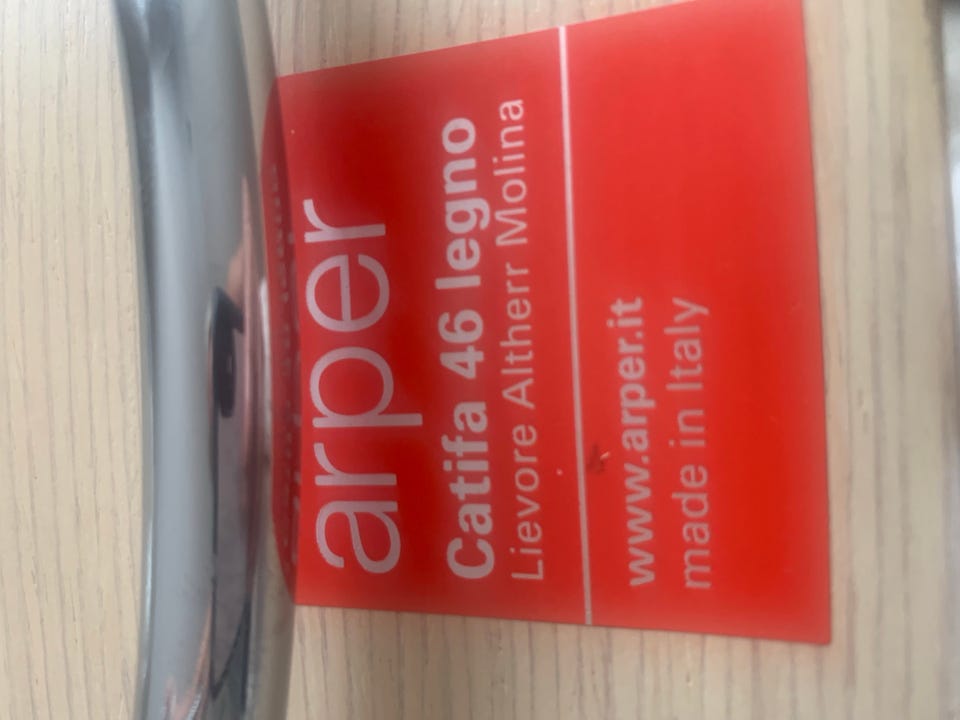 arper
Catifa 46 legno
Lievore Altherr Molina
www.arper.it
made in Italy